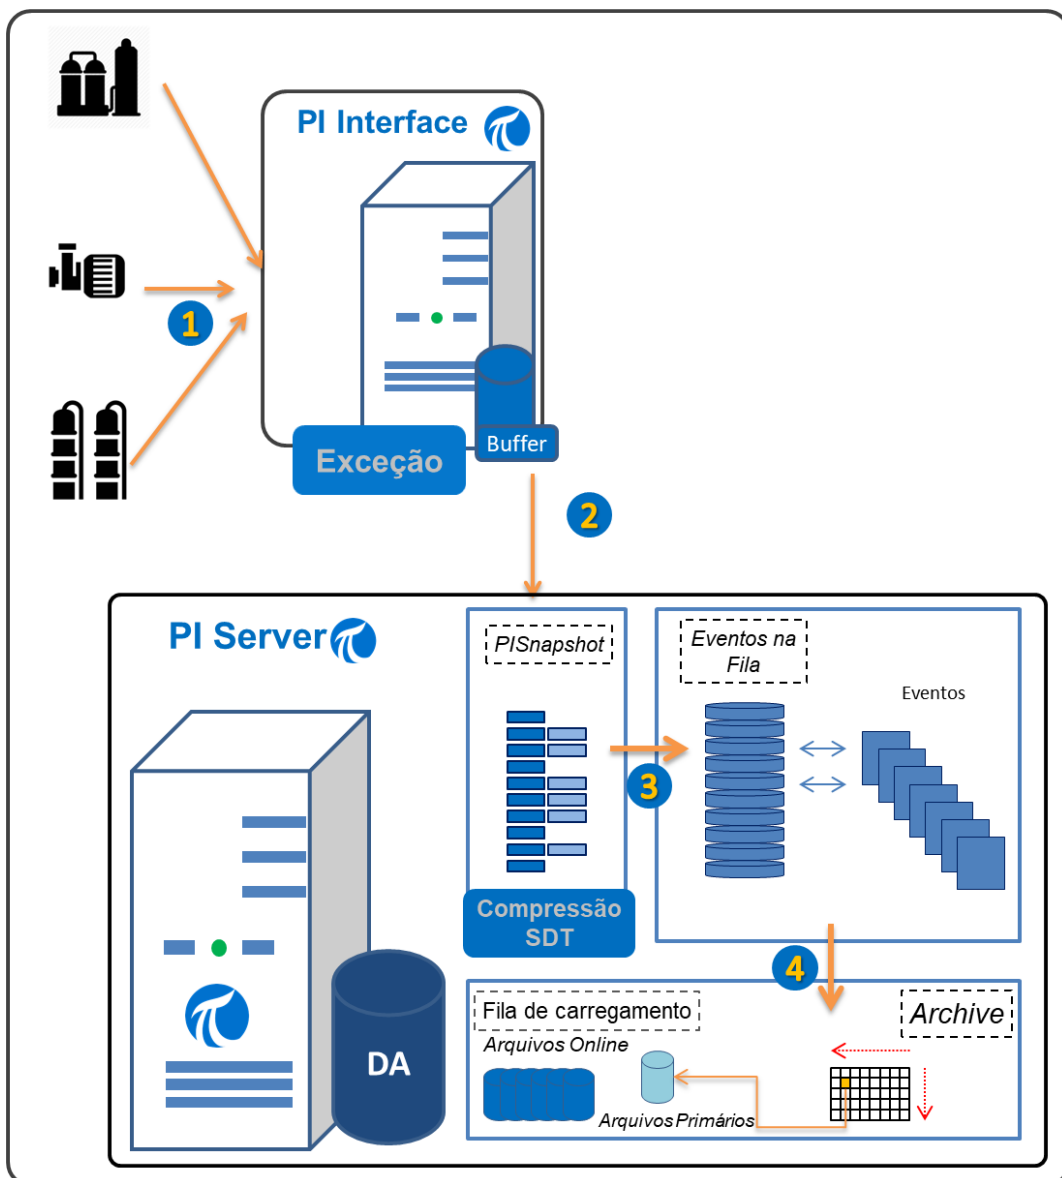 PI Interface
1
Buffer
Exceção
2
PI Server
PISnapshot
Eventos na
Fila
Eventos
3
Compressão
SDT
4
DA
Fila de carregamento
Archive
Arquivos Online
Arquivos Primários